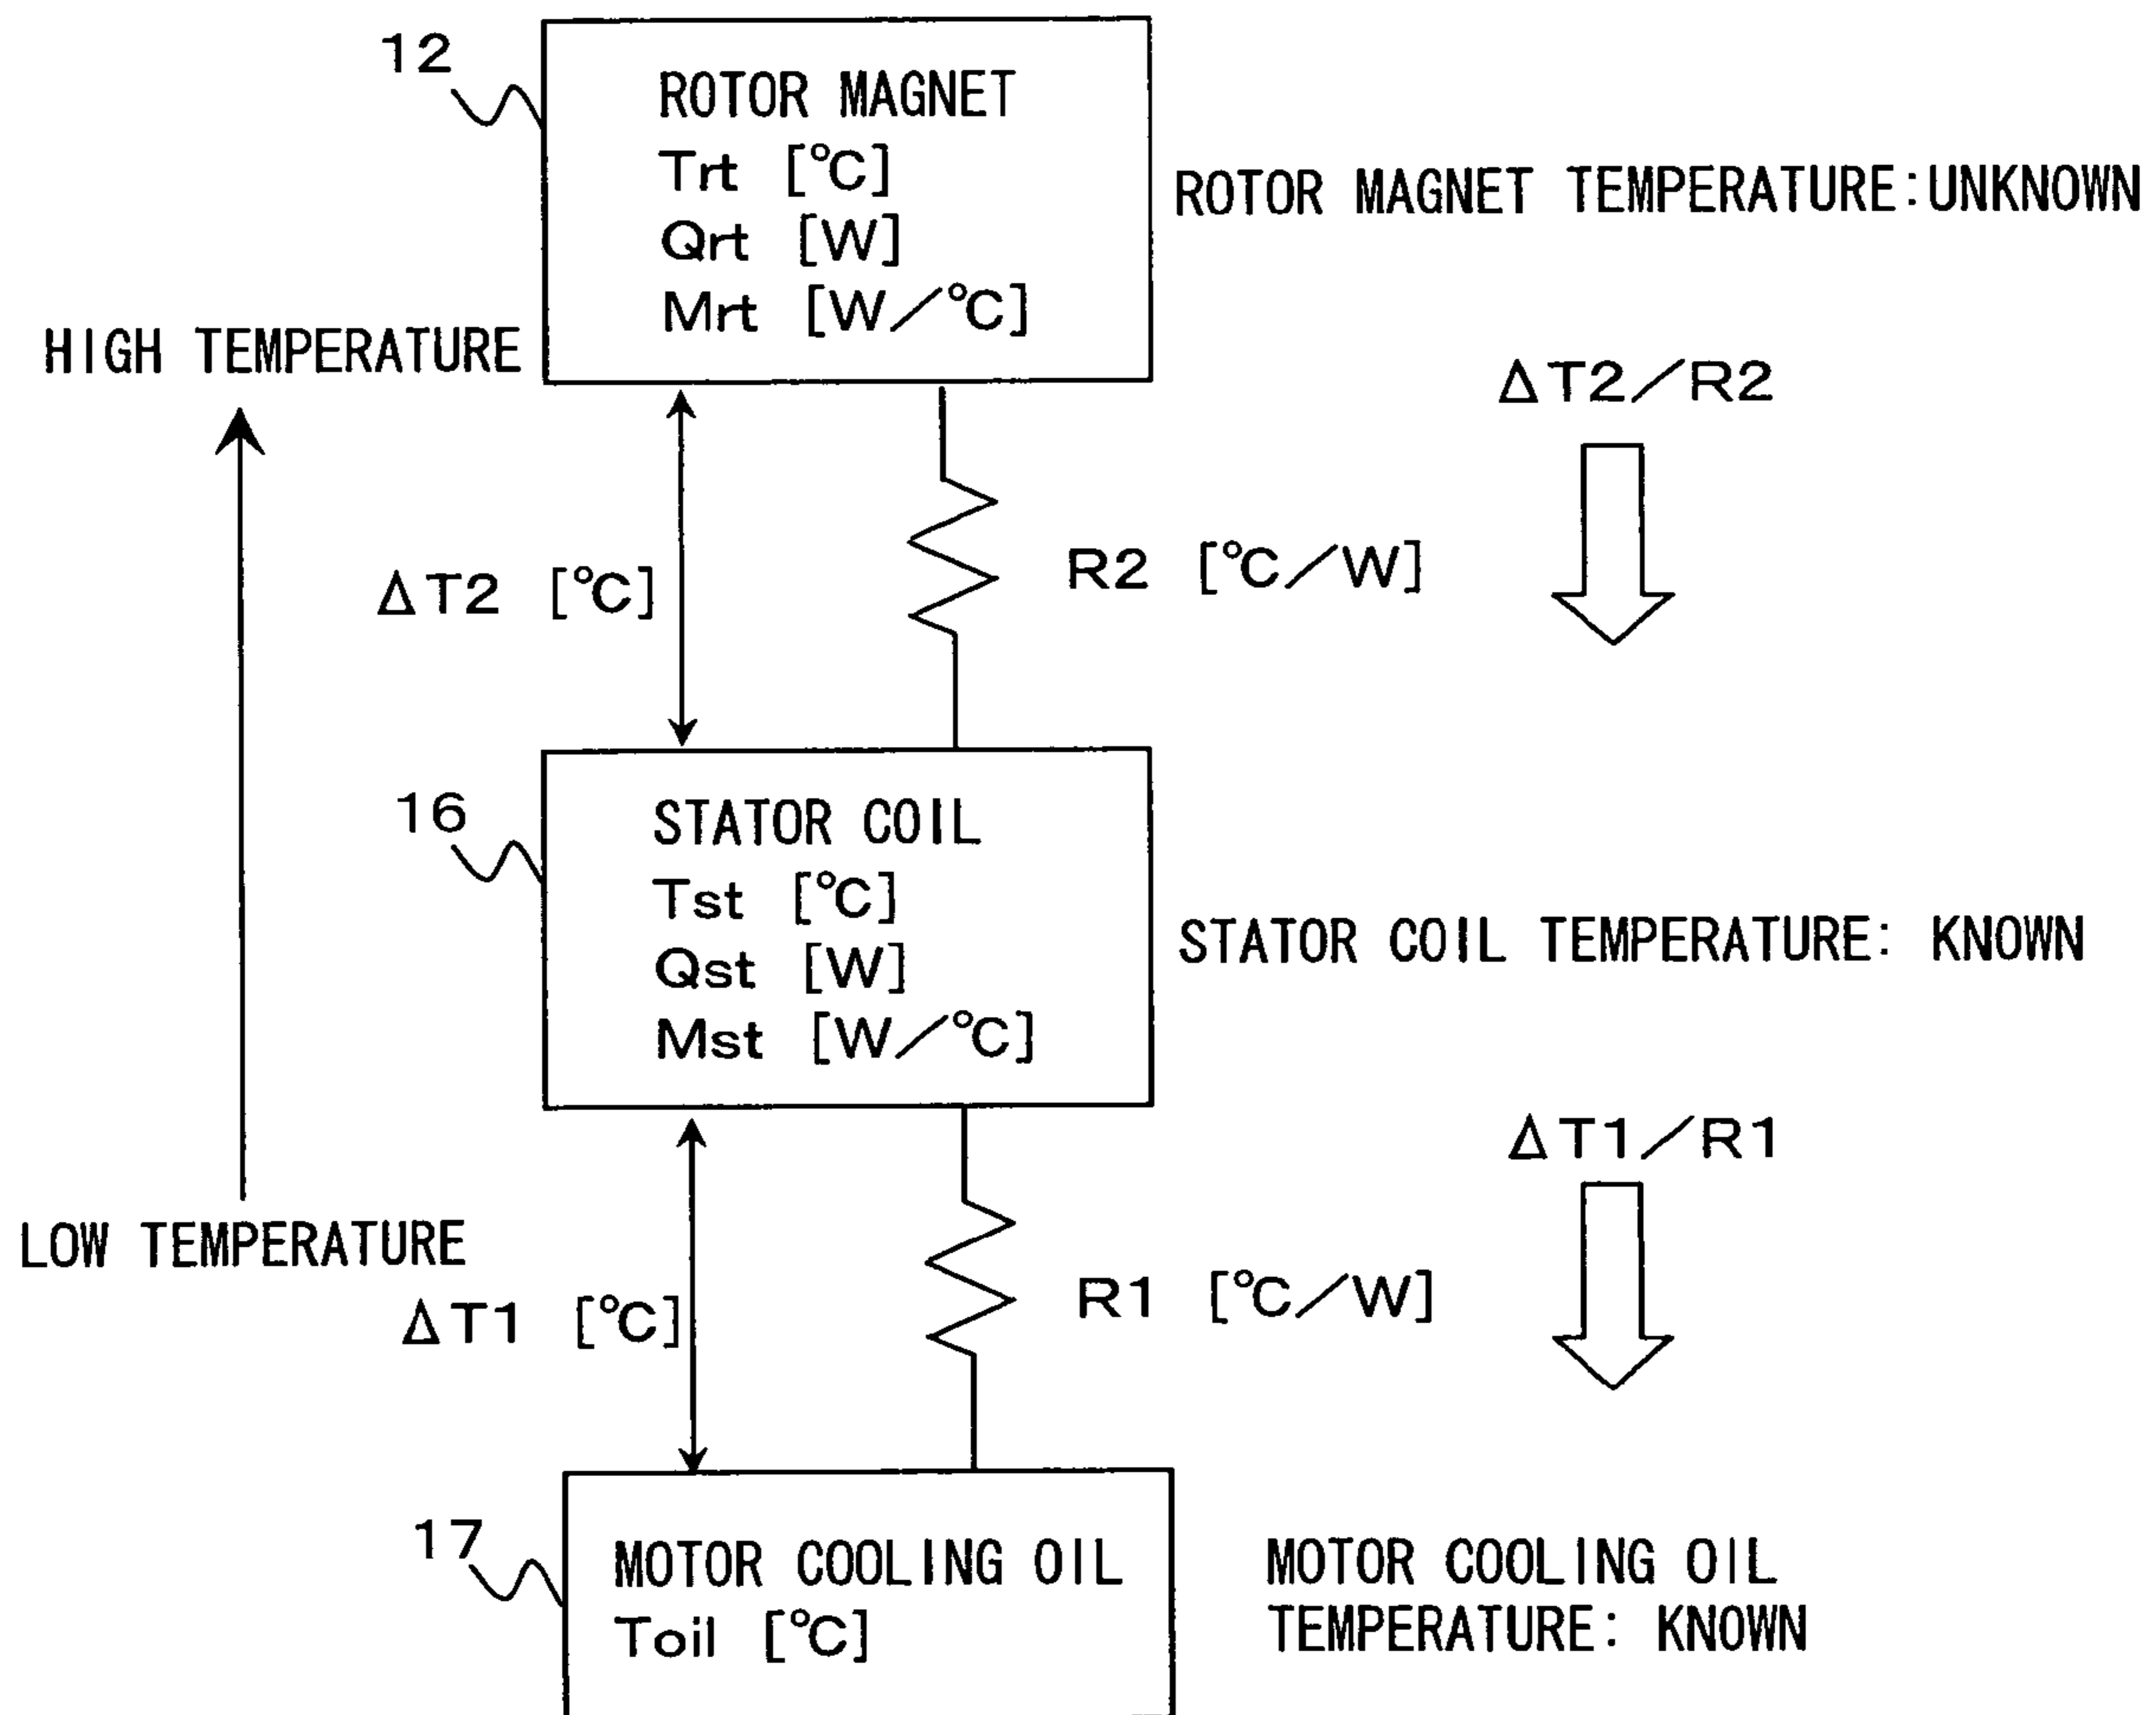 12
ROTOR MAGNET
Trt [℃]
Qrt [W]
Mrt [W/℃]
ROTOR MAGNET TEMPERATURE:UNKNOWN
HIGH TEMPERATURE
ΔT2/R2
ΔT2 [℃]
R2 [℃/W]
16
STATOR COIL
Tst [℃]
Qst [W]
Mst [W/℃]
STATOR COIL TEMPERATURE: KNOWN
ΔT1/R1
LOW TEMPERATURE
ΔT1 [℃]
R1 [℃/W]
17
MOTOR COOLING OIL
Toil [℃]
MOTOR COOLING OIL
TEMPERATURE: KNOWN